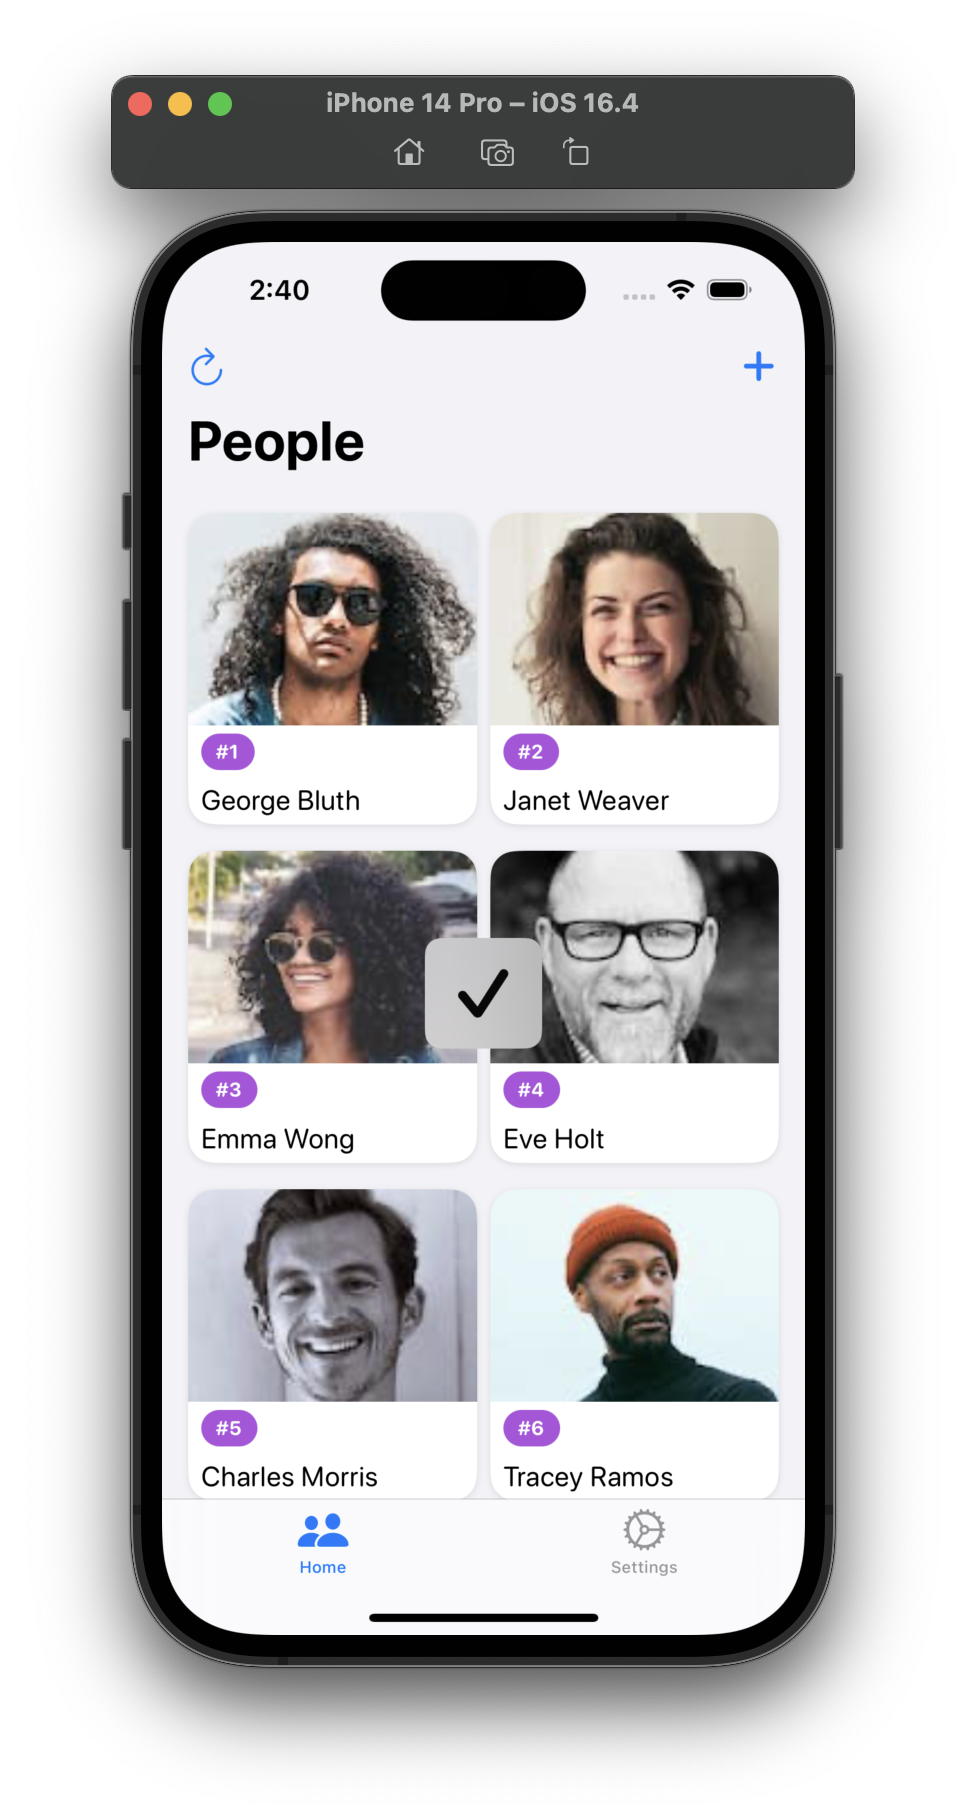 iPhone 14 Pro – iOS 16.4
2:40
People
#1
George Bluth
#2
Janet Weaver
#3
Emma Wong
#4
Eve Holt
#5
Charles Morris
#6
Tracey Ramos
Home
Settings